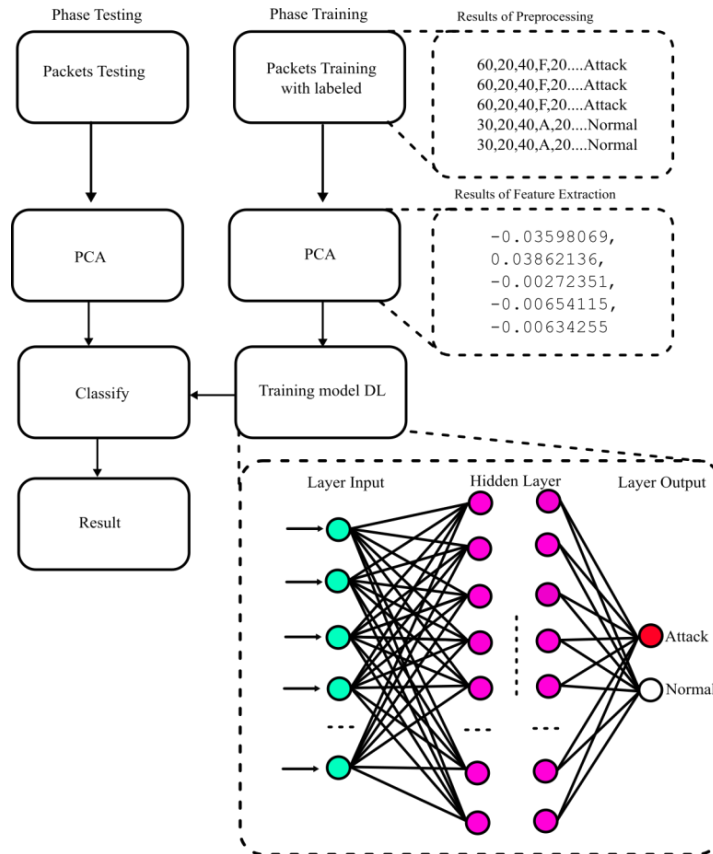 Phase Testing
Phase Training
Results of Preprocessing
Packets Testing
Packets Training
with labeled
60,20,40,F,20....Attack
60,20,40,F,20....Attack
60,20,40,F,20....Attack
30,20,40,A,20....Normal
30,20,40,A,20....Normal
Results of Feature Extraction
PCA
PCA
-0.03598069,
0.03862136,
-0.00272351,
-0.00654115,
-0.00634255
Classify
Training model DL
Result
Layer Input
Hidden Layer
Layer Output
Attack
Normal